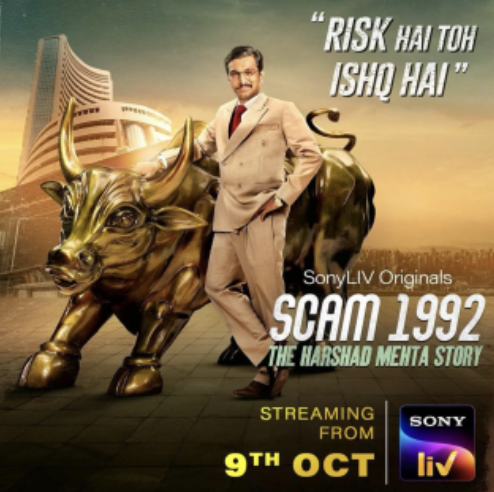 “RISK HAI TOH
ISHQ HAI”
SonyLIV Originals
SCAM 1992
THE HARSHAD MEHTA STORY
STREAMING
FROM
9TH OCT
SONY
liv